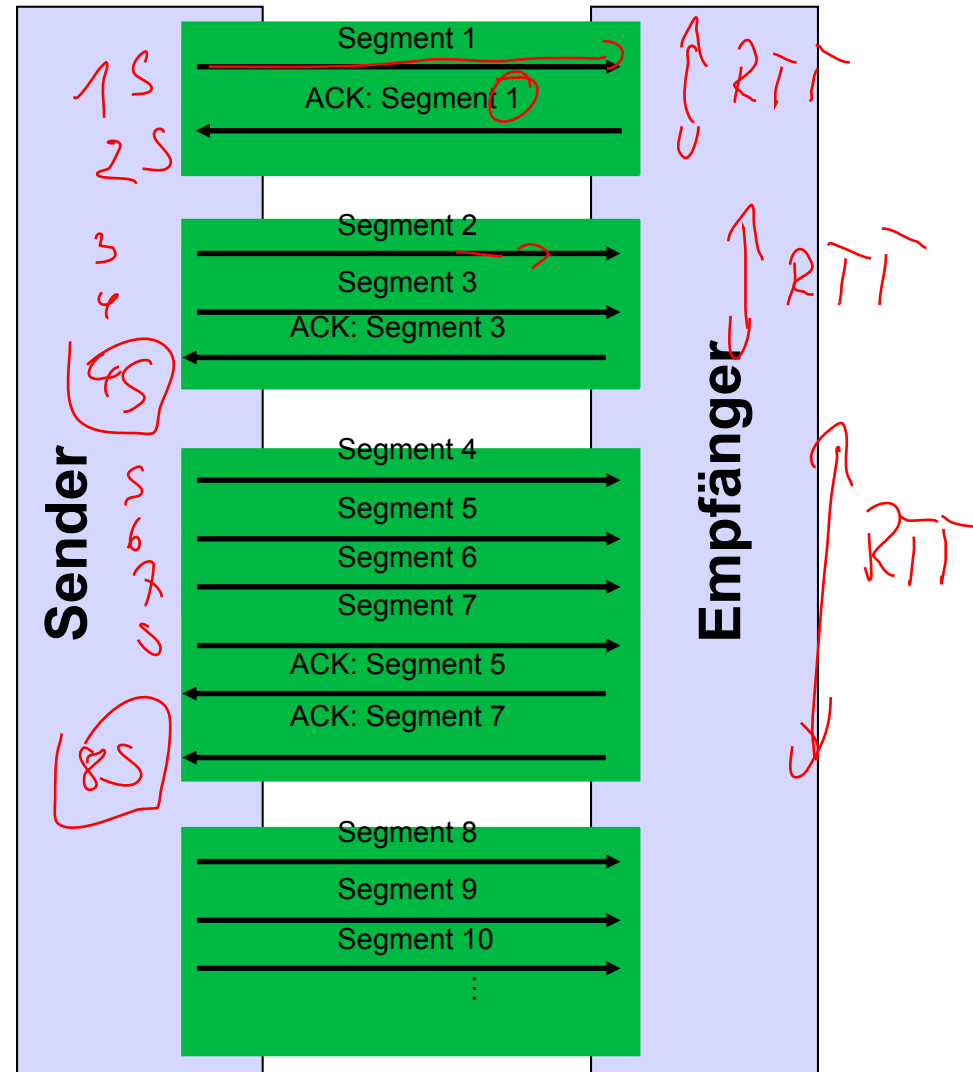 Segment 1
1S
RTT
ACK: Segment 1
2S
Segment 2
3
RTT
Segment 3
4
ACK: Segment 3
4S
Sender
Empfänger
Segment 4
5
Segment 5
6
RTT
Segment 6
7
Segment 7
ACK: Segment 5
ACK: Segment 7
8S
Segment 8
Segment 9
Segment 10
⋮